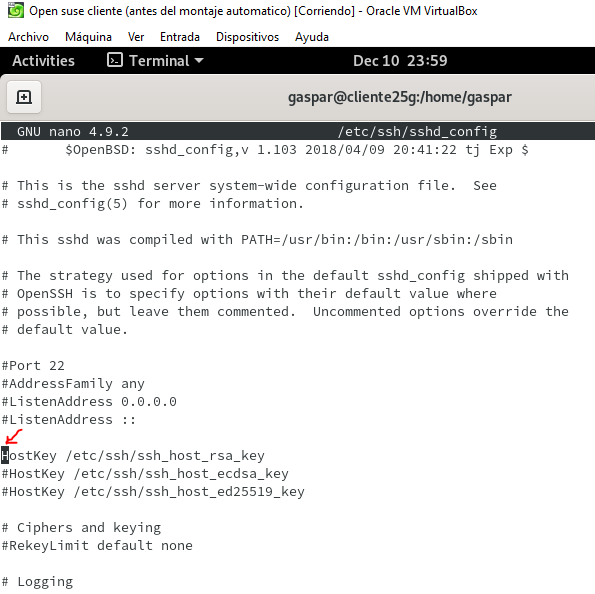 Open suse cliente (antes del montaje automatico) [Corriendo] - Oracle VM VirtualBox
Archivo Máquina Ver Entrada Dispositivos Ayuda
Activities Terminal Dec 10 23:59
gaspar@cliente25g:/home/gaspar
GNU nano 4.9.2 /etc/ssh/sshd_config
# $OpenBSD: sshd_config,v 1.103 2018/04/09 20:41:22 tj Exp $
# This is the sshd server system-wide configuration file. See
# sshd_config(5) for more information.
# This sshd was compiled with PATH=/usr/bin:/bin:/usr/sbin:/sbin
# The strategy used for options in the default sshd_config shipped with
# OpenSSH is to specify options with their default value where
# possible, but leave them commented. Uncommented options override the
# default value.
#Port 22
#AddressFamily any
#ListenAddress 0.0.0.0
#ListenAddress ::
HostKey /etc/ssh/ssh_host_rsa_key
#HostKey /etc/ssh/ssh_host_ecdsa_key
#HostKey /etc/ssh/ssh_host_ed25519_key
# Ciphers and keying
#RekeyLimit default none
# Logging